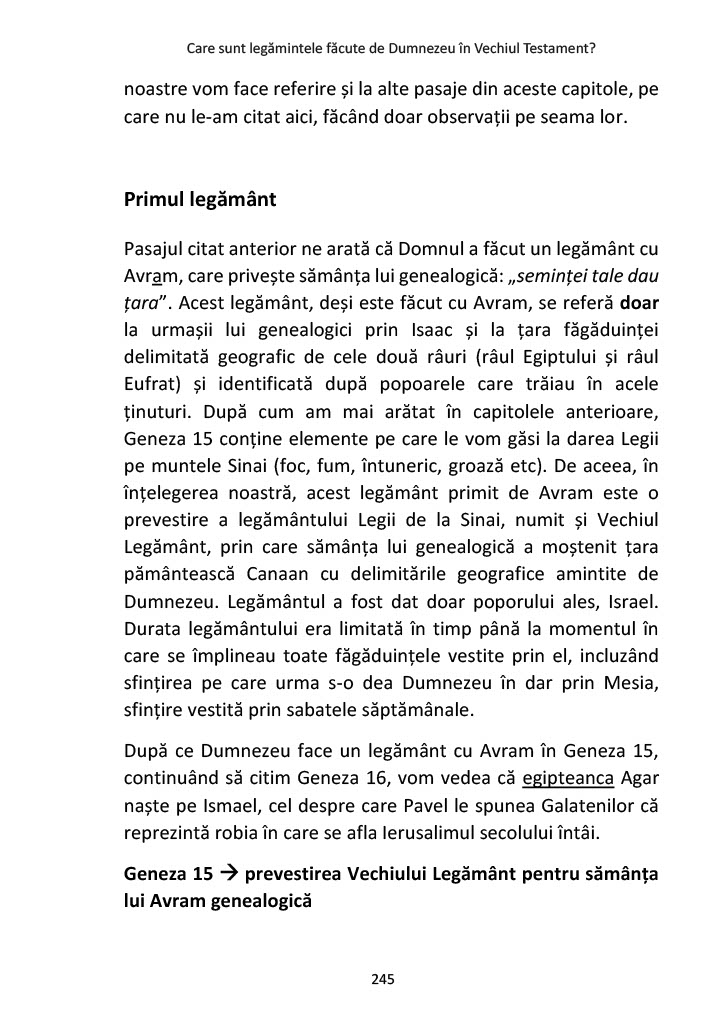 Care sunt legămintele făcute de Dumnezeu în Vechiul Testament?
noastre vom face referire și la alte pasaje din aceste capitole, pe
care nu le-am citat aici, făcând doar observații pe seama lor.
Primul legământ
Pasajul citat anterior ne arată că Domnul a făcut un legământ cu
Avram, care privește sămânța lui genealogică: „seminței tale dau
țara”. Acest legământ, deși este făcut cu Avram, se referă doar
la urmașii lui genealogici prin Isaac și la țara făgăduinței
delimitată geografic de cele două râuri (râul Egiptului și râul
Eufrat) și identificată după popoarele care trăiau în acele
ținuturi. După cum am mai arătat în capitolele anterioare,
Geneza 15 conține elemente pe care le vom găsi la darea Legii
pe muntele Sinai (foc, fum, întuneric, groază etc). De aceea, în
înțelegerea noastră, acest legământ primit de Avram este o
prevestire a legământului Legii de la Sinai, numit și Vechiul
Legământ, prin care sămânța lui genealogică a moștenit țara
pământească Canaan cu delimitările geografice amintite de
Dumnezeu. Legământul a fost dat doar poporului ales, Israel.
Durata legământului era limitată în timp până la momentul în
care se împlineau toate făgăduințele vestite prin el, incluzând
sfințirea pe care urma s-o dea Dumnezeu în dar prin Mesia,
sfințire vestită prin sabatele săptămânale.
După ce Dumnezeu face un legământ cu Avram în Geneza 15,
continuând să citim Geneza 16, vom vedea că egipteanca Agar
naște pe Ismael, cel despre care Pavel le spunea Galatenilor că
reprezintă robia în care se afla Ierusalimul secolului întâi.
Geneza 15 → prevestirea Vechiului Legământ pentru sămânța
lui Avram genealogică
245